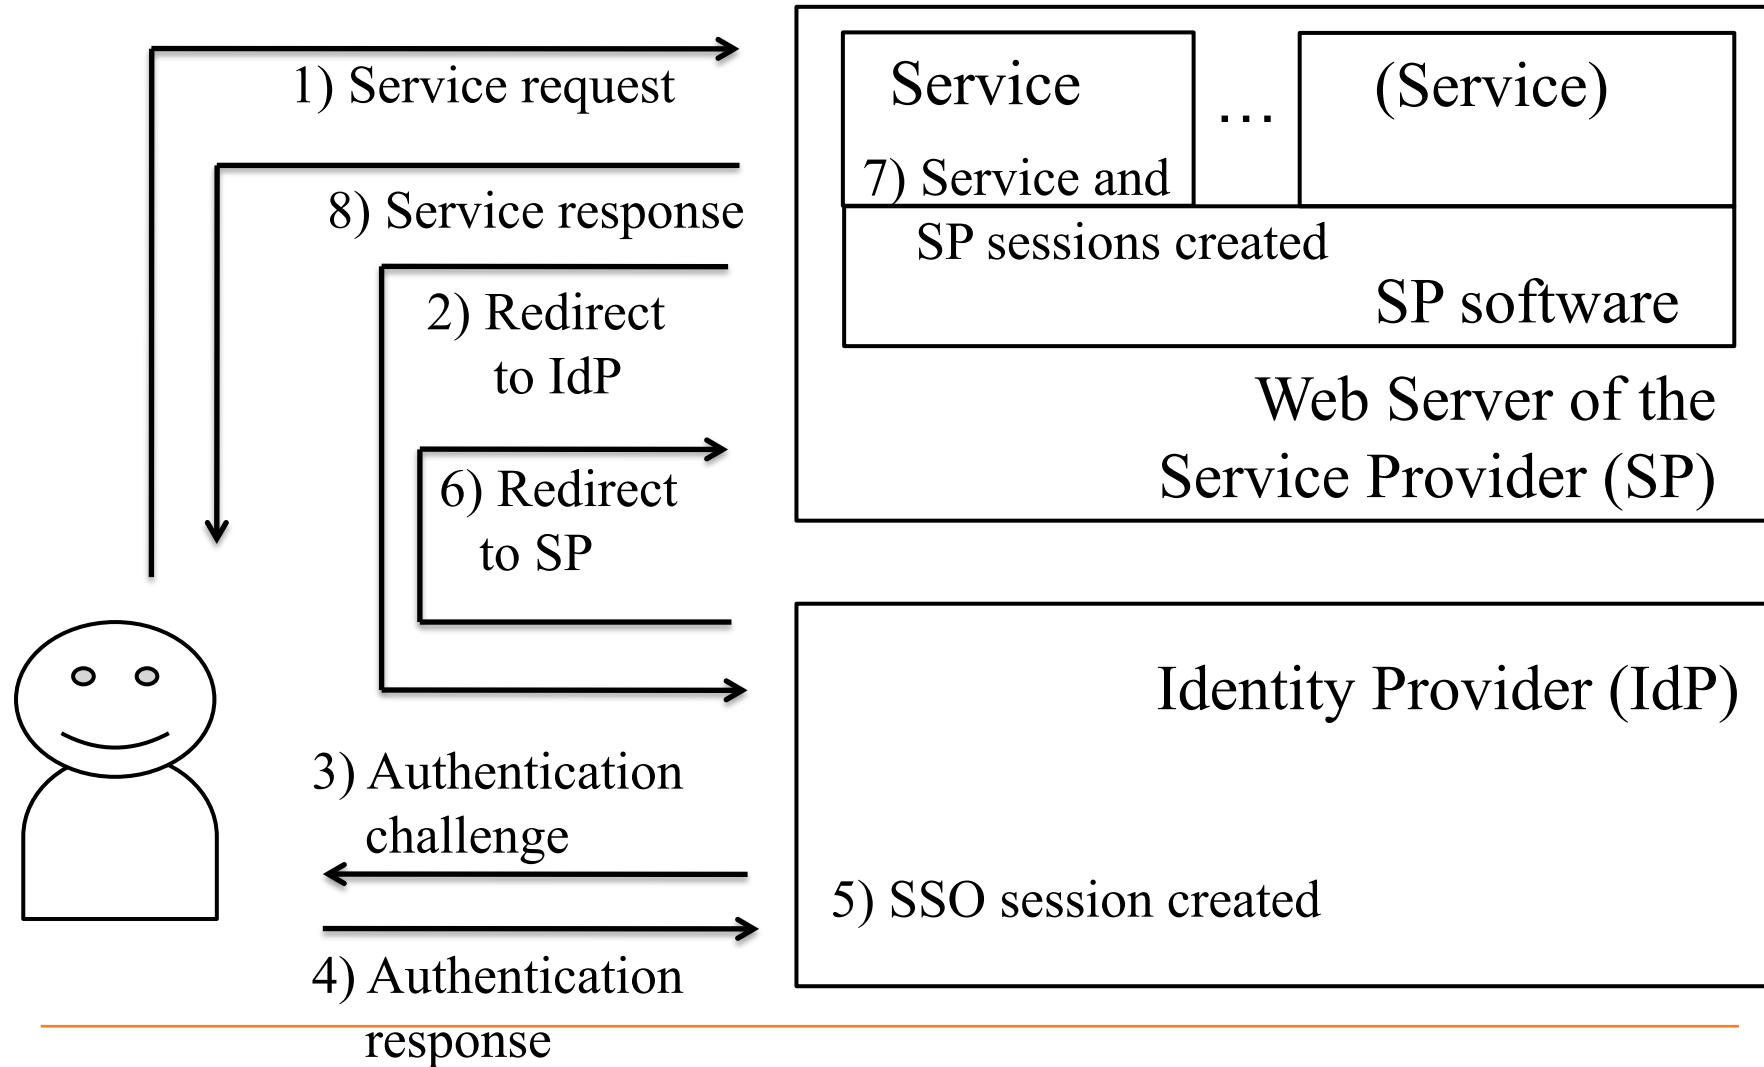 1) Service request
8) Service response
2) Redirect
to IdP
6) Redirect
to SP
3) Authentication
challenge
4) Authentication
response
Service
...
(Service)
7) Service and
SP sessions created
SP software
Web Server of the
Service Provider (SP)
Identity Provider (IdP)
5) SSO session created